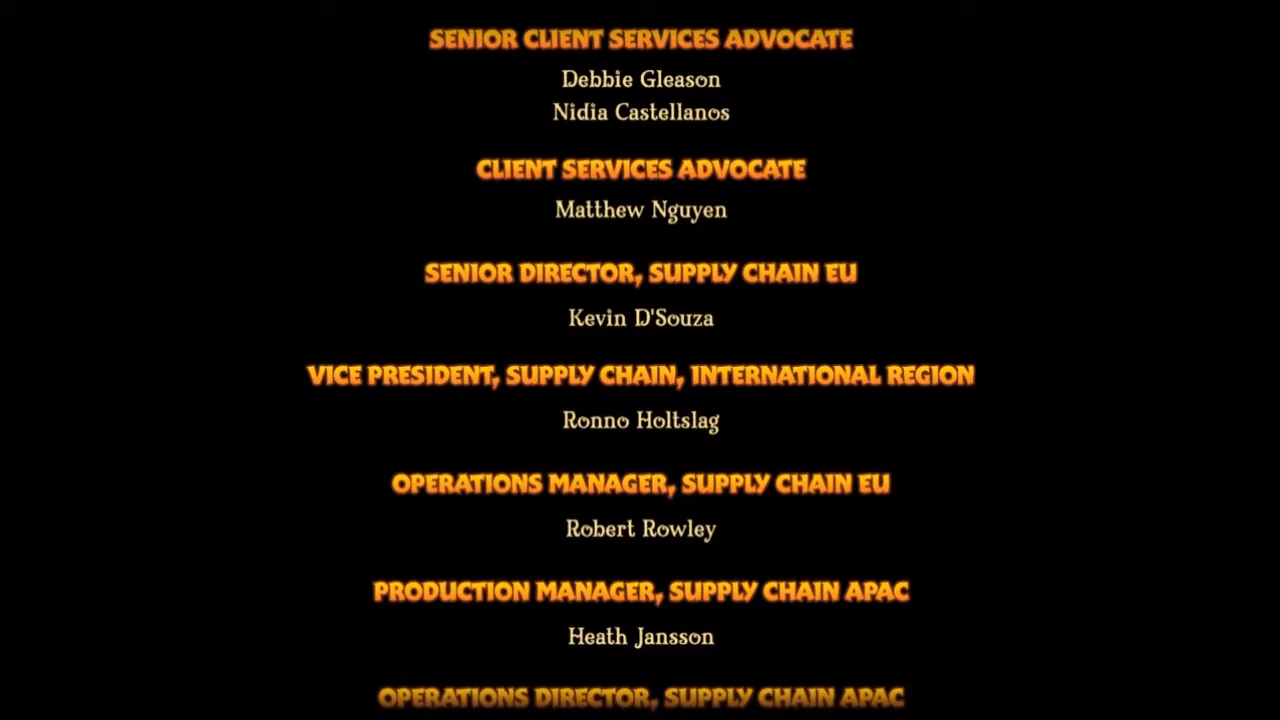 SENIOR CLIENT SERVICES ADVOCATE
Debbie Gleason
Nidia Castellanos
CLIENT SERVICES ADVOCATE
Matthew Nguyen
SENIOR DIRECTOR, SUPPLY CHAIN EU
Kevin D'Souza
VICE PRESIDENT, SUPPLY CHAIN, INTERNATIONAL REGION
Ronno Holtslag
OPERATIONS MANAGER, SUPPLY CHAIN EU
Robert Rowley
PRODUCTION MANAGER, SUPPLY CHAIN APAC
Heath Jansson
OPERATIONS DIRECTOR, SUPPLY CHAIN APAC